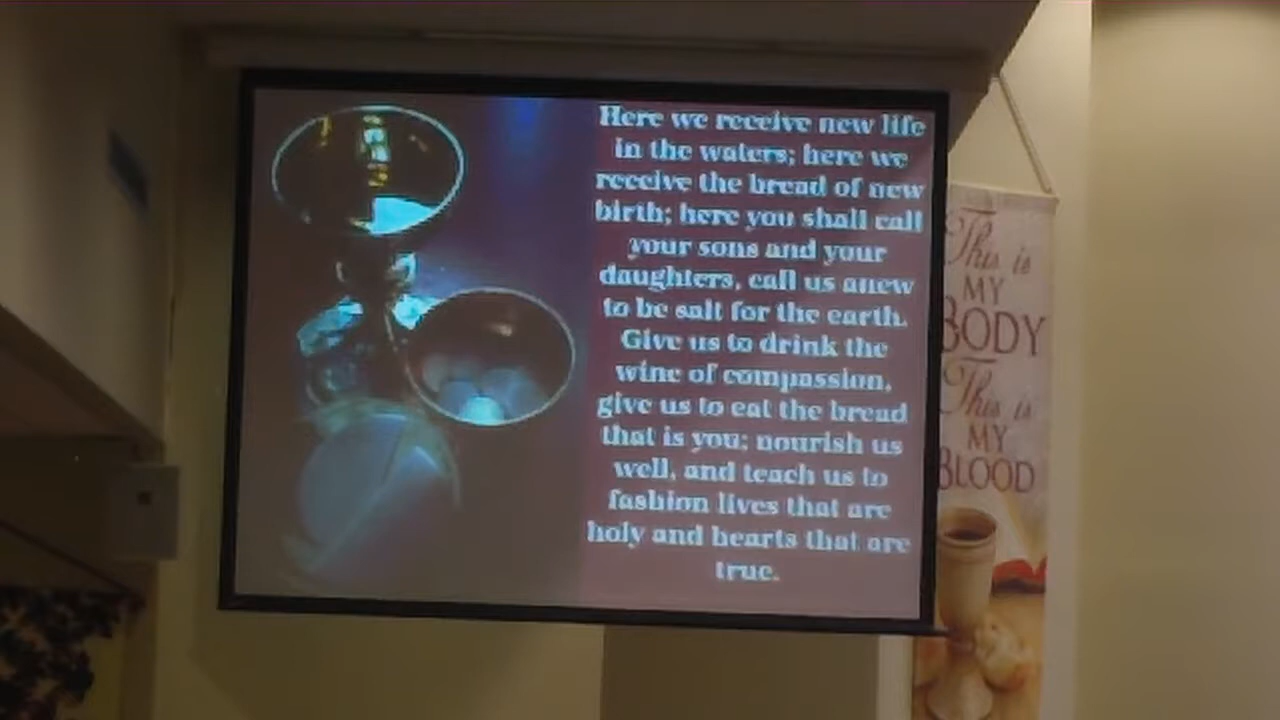 Here we receive new life
in the waters; here we
receive the bread of new
birth; here you shall call
your sons and your
daughters, call us anew
to be salt for the earth.
Give us to drink the
wine of compassion,
give us to eat the bread
that is you; nourish us
well, and teach us to
fashion lives that are
holy and hearts that are
true.
This is
MY
BODY
This is
MY
BLOOD